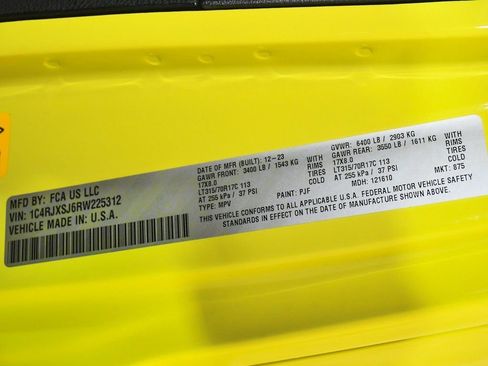 MFD BY: FCA US LLC
VIN: 1C4RJXSJ6RW225312
VEHICLE MADE IN U.S.A.
DATE OF MFR (BUILT): 12-23
GAWR FRONT: 3400 LB / 1543 KG WITH
17X8.0 RIMS
LT315/70R17C 113 TIRES
AT 255 kPa / 37 PSI COLD
TYPE: MPV PAINT: PJF
GVWR: 6400 LB / 2903 KG
GAWR REAR: 3550 LB / 1611 KG WITH
17X8.0 RIMS
LT315/70R17C 113 TIRES
AT 255 kPa / 37 PSI COLD
MDH: 121610 MKT: 875
THIS VEHICLE CONFORMS TO ALL APPLICABLE U.S.A. FEDERAL MOTOR VEHICLE SAFETY
STANDARDS IN EFFECT ON THE DATE OF MANUFACTURE SHOWN ABOVE.